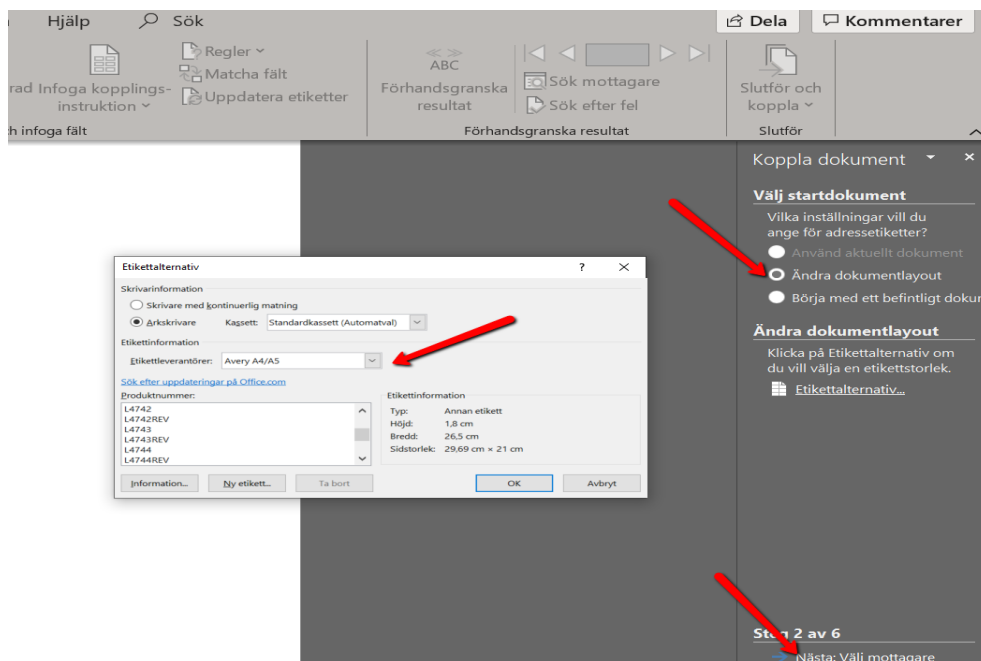 Hjälp
Sök
Dela
Kommentarer
rad Infoga kopplings-
instruktion
Regler
Matcha fält
Uppdatera etiketter
ABC
Förhandsgranska
resultat
Sök mottagare
Sök efter fel
Slutför och
koppla
h infoga fält
Förhandsgranska resultat
Slutför
Koppla dokument
Välj startdokument
Vilka inställningar vill du
ange för adressetiketter?
Använd aktuellt dokument
Ändra dokumentlayout
Börja med ett befintligt dokur
Ändra dokumentlayout
Klicka på Etikettalternativ om
du vill välja en etikettstorlek.
Etikettalternativ...
Etikettalternativ
?
Skrivarinformation
Skrivare med kontinuerlig matning
Arkskrivare
Kassett: Standardkassett (Automatval)
Etikettinformation
Etikettleverantörer: Avery A4/A5
Sök efter uppdateringar på Office.com
Produktnummer:
L4742
L4742REV
L4743
L4743REV
L4744
L4744REV
Etikettinformation
Typ: Annan etikett
Höjd: 1,8 cm
Bredd: 26,5 cm
Sidstorlek: 29,69 cm × 21 cm
Information...
Ny etikett...
Ta bort
OK
Avbryt
Steg 2 av 6
Nästa: Välj mottagare